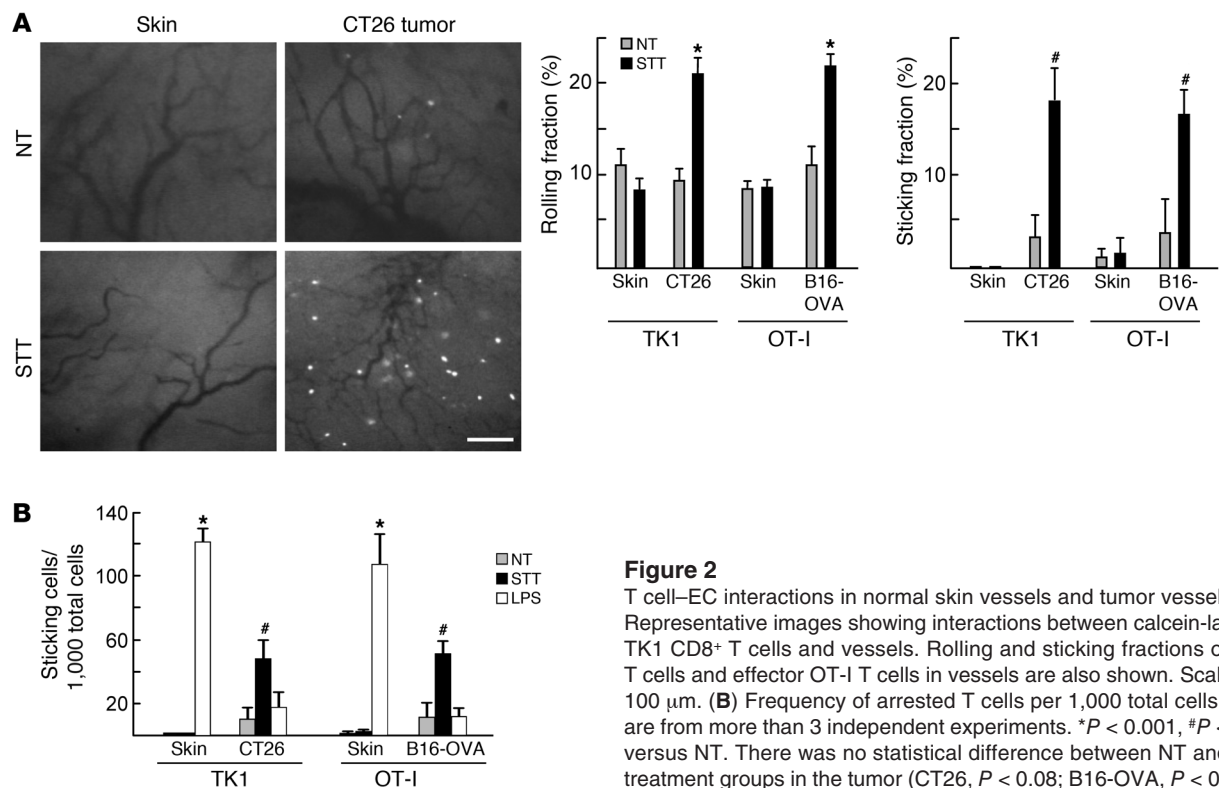 A
Skin
CT26 tumor
NT
STT
Rolling fraction (%)
20
10
NT
STT
*
*
Skin
CT26
Skin
B16-
OVA
TK1
OT-I
Sticking fraction (%)
20
10
#
#
Skin
CT26
Skin
B16-
OVA
TK1
OT-I
B
Sticking cells/
1,000 total cells
140
120
100
60
20
*
#
*
#
NT
STT
LPS
Skin
CT26
Skin
B16-OVA
TK1
OT-I
Figure 2
T cell–EC interactions in normal skin vessels and tumor vessel
Representative images showing interactions between calcein-la
TK1 CD8+ T cells and vessels. Rolling and sticking fractions o
T cells and effector OT-I T cells in vessels are also shown. Scal
100 μm. (B) Frequency of arrested T cells per 1,000 total cells
are from more than 3 independent experiments. *P < 0.001, #P <
versus NT. There was no statistical difference between NT and
treatment groups in the tumor (CT26, P < 0.08; B16-OVA, P < 0